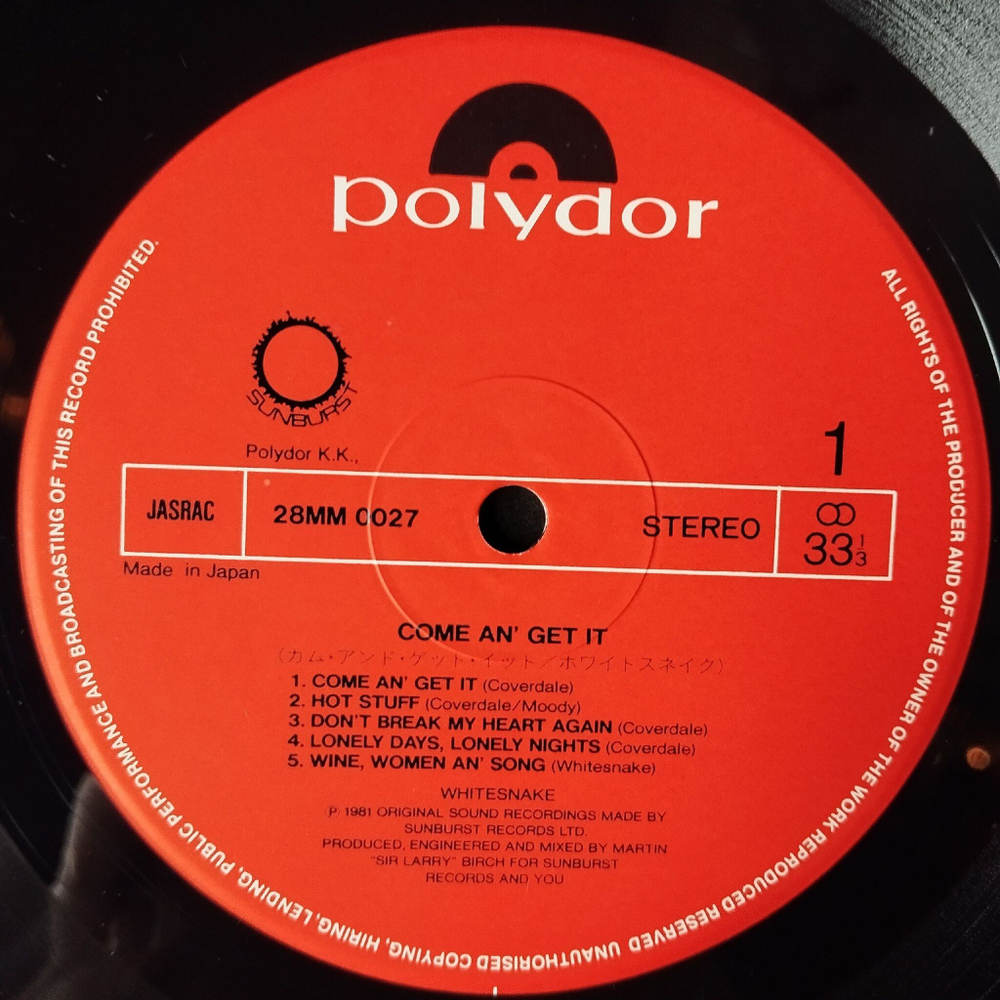 polydor
SUNBURST
Polydor K.K.,
1
JASRAC
28MM 0027
STEREO
33 1/3
Made in Japan
COME AN' GET IT
(カム・アンド・ゲット・イット/ホワイトスネイク)
1. COME AN' GET IT (Coverdale)
2. HOT STUFF (Coverdale/Moody)
3. DON'T BREAK MY HEART AGAIN (Coverdale)
4. LONELY DAYS, LONELY NIGHTS (Coverdale)
5. WINE, WOMEN AN' SONG (Whitesnake)
WHITESNAKE
Ⓟ 1981 ORIGINAL SOUND RECORDINGS MADE BY
SUNBURST RECORDS LTD.
PRODUCED, ENGINEERED AND MIXED BY MARTIN
"SIR LARRY" BIRCH FOR SUNBURST
RECORDS AND YOU
ALL RIGHTS OF THE PRODUCER AND OF THE OWNER OF THE WORK REPRODUCED RESERVED UNAUTHORISED COPYING, HIRING, LENDING, PUBLIC PERFORMANCE AND BROADCASTING OF THIS RECORD PROHIBITED.